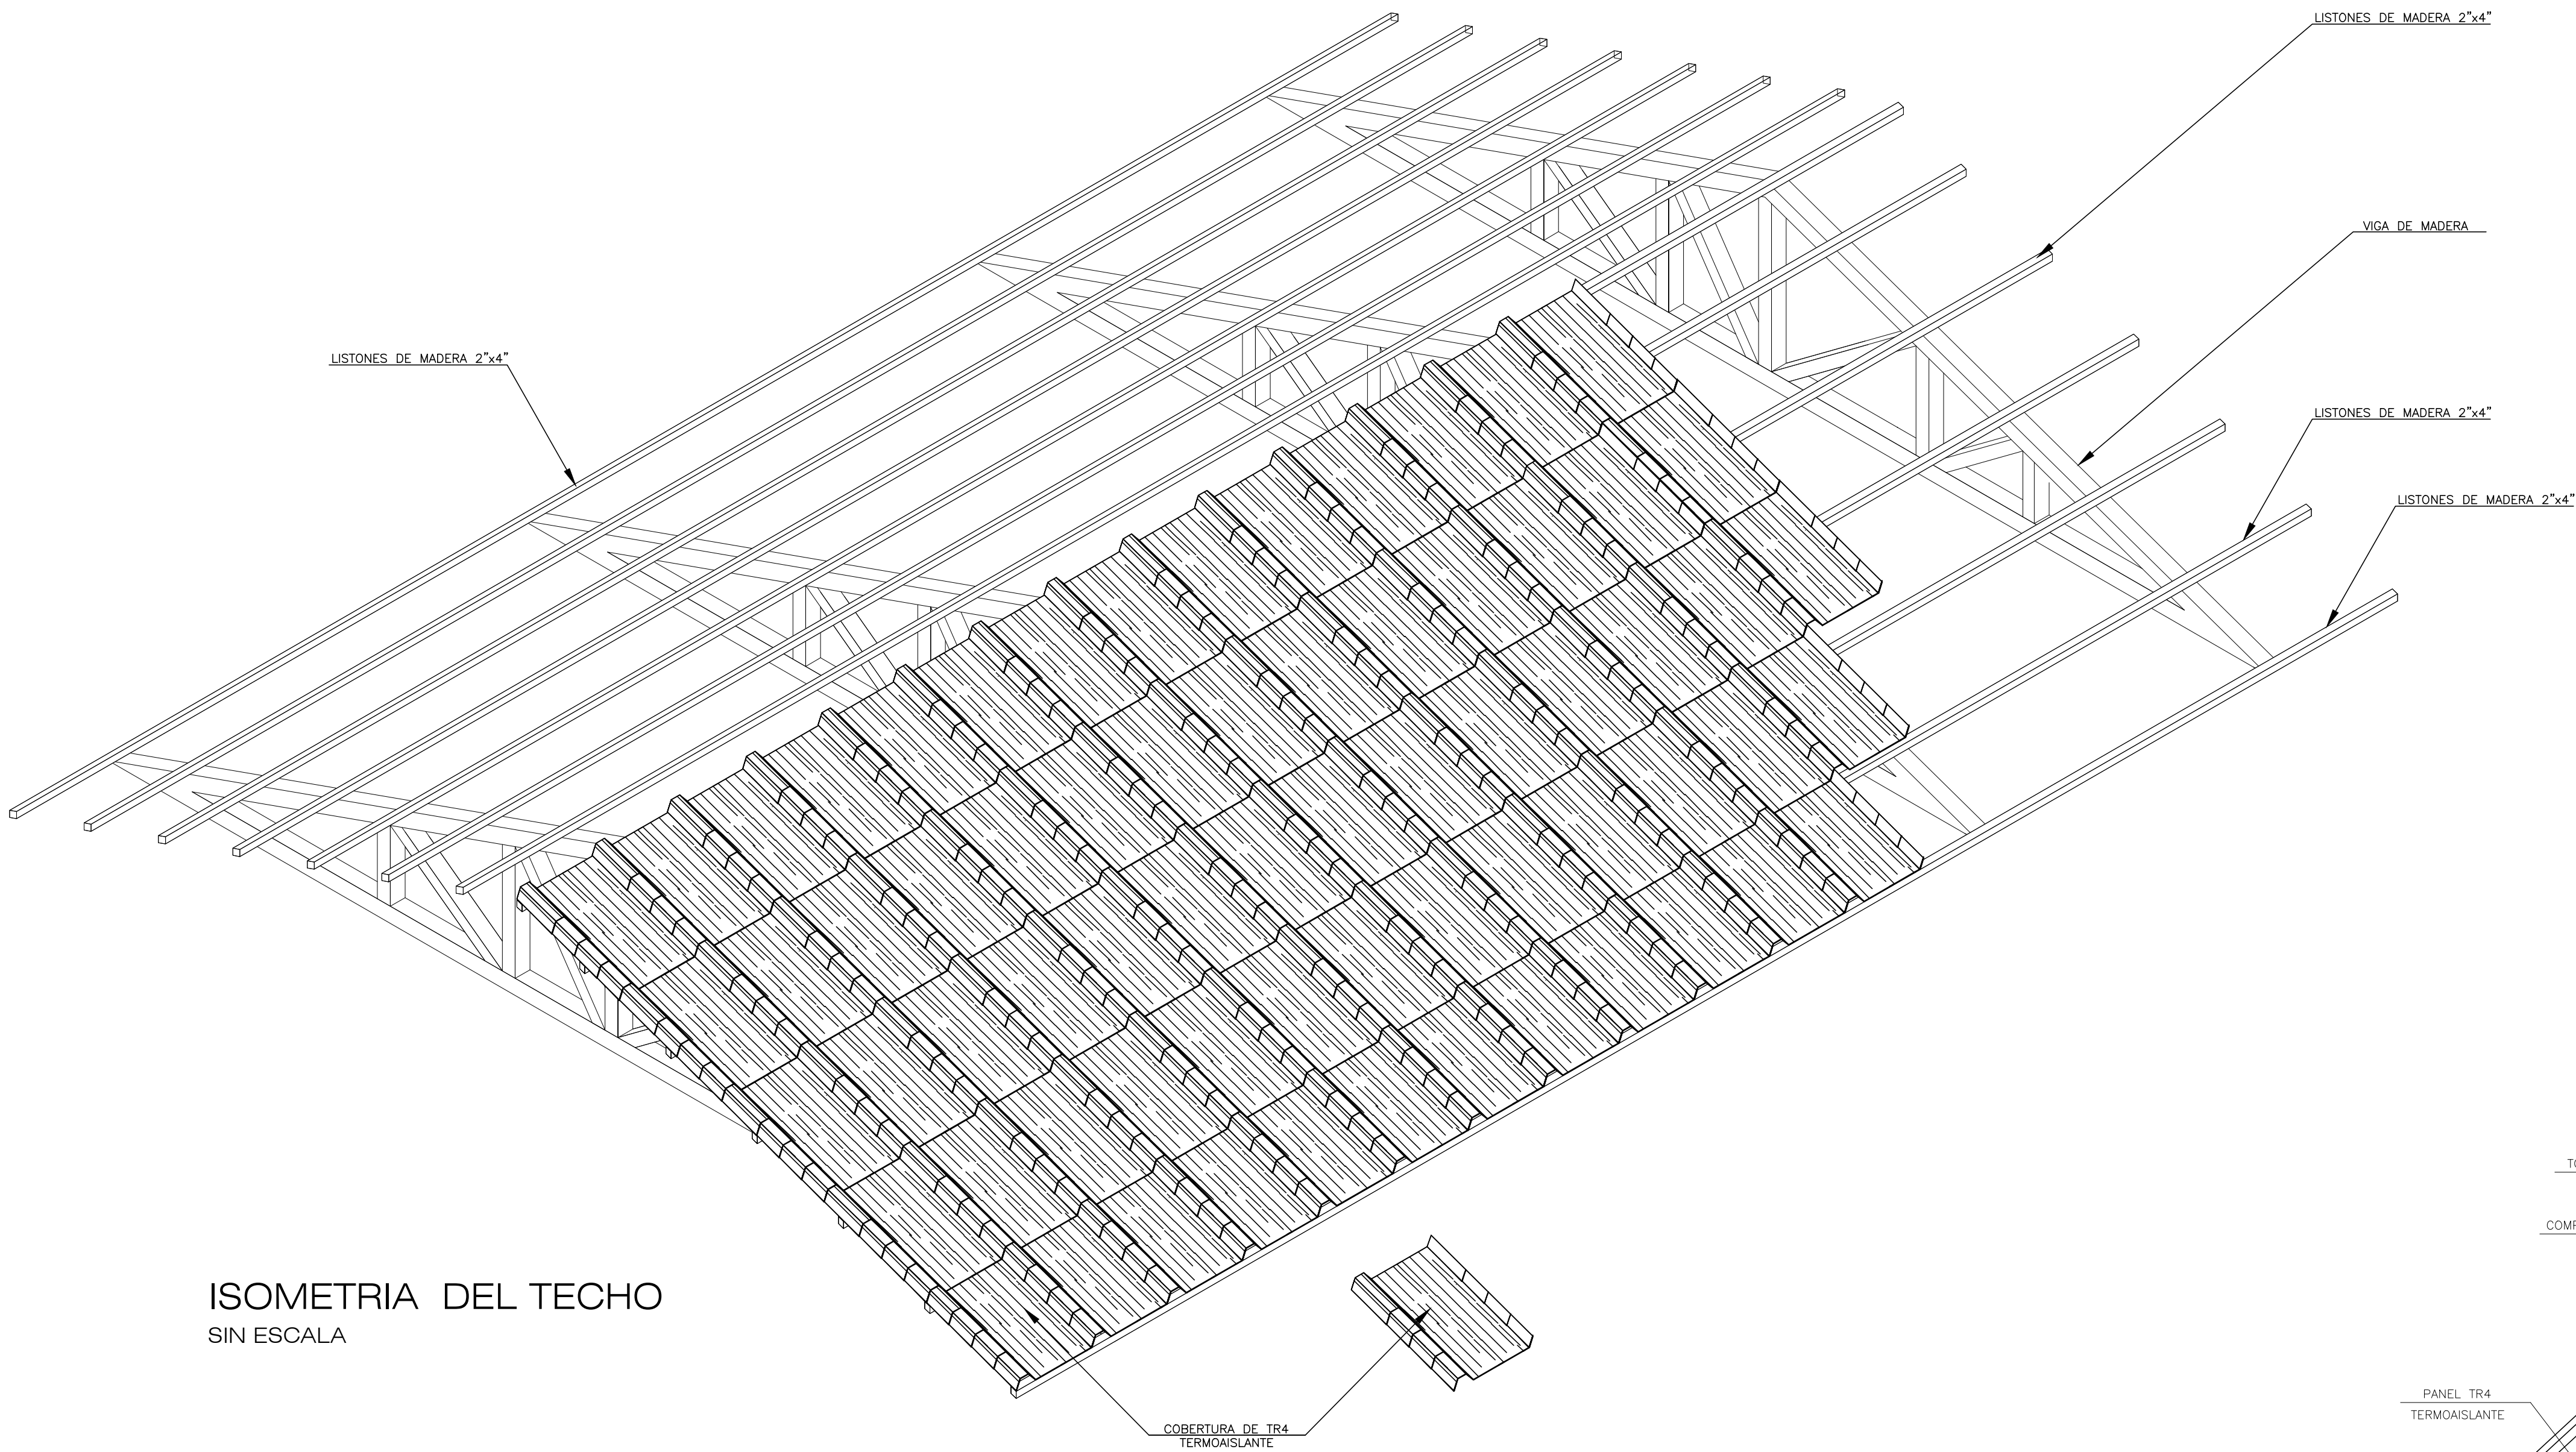 LISTONES DE MADERA 2"x4"
VIGA DE MADERA
LISTONES DE MADERA 2"x4"
LISTONES DE MADERA 2"x4"
LISTONES DE MADERA 2"x4"
ISOMETRIA DEL TECHO
SIN ESCALA
COBERTURA DE TR4
TERMOAISLANTE
PANEL TR4
TERMOAISLANTE